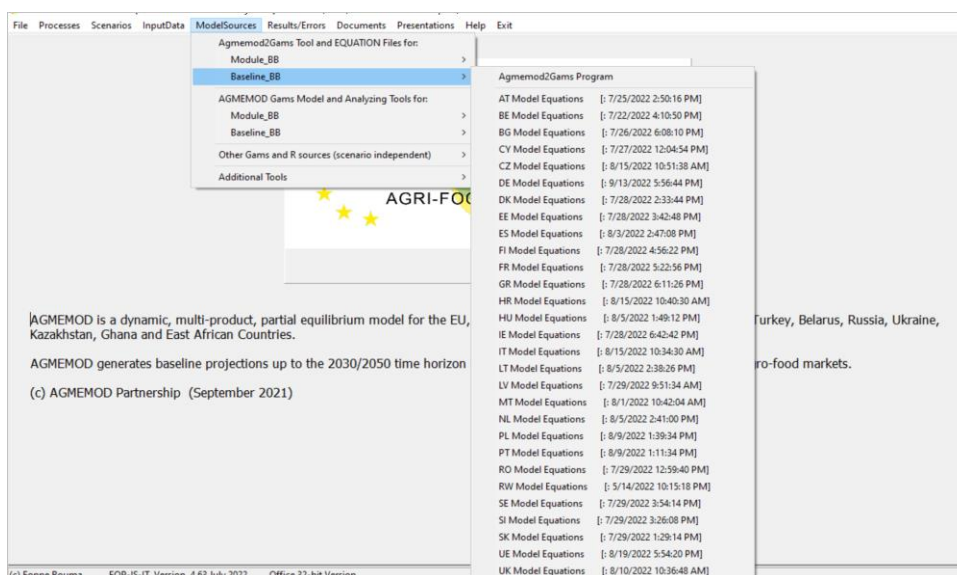 File Processes Scenarios InputData ModelSources Results/Errors Documents Presentations Help Exit
Agmemod2Gams Tool and EQUATION Files for:
Module_BB >
Baseline_BB >
AGMEMOD Gams Model and Analyzing Tools for:
Module_BB >
Baseline_BB >
Other Gams and R sources (scenario independent) >
Additional Tools >
Agmemod2Gams Program
AT Model Equations [: 7/25/2022 2:50:16 PM]
BE Model Equations [: 7/22/2022 4:10:50 PM]
BG Model Equations [: 7/26/2022 6:08:10 PM]
CY Model Equations [: 7/27/2022 12:04:54 PM]
CZ Model Equations [: 8/15/2022 10:51:38 AM]
DE Model Equations [: 9/13/2022 5:56:44 PM]
DK Model Equations [: 7/28/2022 2:33:44 PM]
EE Model Equations [: 7/28/2022 3:42:48 PM]
ES Model Equations [: 8/3/2022 2:47:08 PM]
FI Model Equations [: 7/28/2022 4:56:22 PM]
FR Model Equations [: 7/28/2022 5:22:56 PM]
GR Model Equations [: 7/28/2022 6:11:26 PM]
HR Model Equations [: 8/15/2022 10:40:30 AM]
HU Model Equations [: 8/5/2022 1:49:12 PM]
IE Model Equations [: 7/28/2022 6:42:42 PM]
IT Model Equations [: 8/15/2022 10:34:30 AM]
LT Model Equations [: 8/5/2022 2:38:26 PM]
LV Model Equations [: 7/29/2022 9:51:34 AM]
MT Model Equations [: 8/1/2022 10:42:04 AM]
NL Model Equations [: 8/5/2022 2:41:00 PM]
PL Model Equations [: 8/9/2022 1:39:34 PM]
PT Model Equations [: 8/9/2022 1:11:34 PM]
RO Model Equations [: 7/29/2022 12:59:40 PM]
RW Model Equations [: 5/14/2022 10:15:18 PM]
SE Model Equations [: 7/29/2022 3:54:14 PM]
SI Model Equations [: 7/29/2022 3:26:08 PM]
SK Model Equations [: 7/29/2022 1:29:14 PM]
UE Model Equations [: 8/19/2022 5:54:20 PM]
UK Model Equations [: 8/10/2022 10:36:48 AM]
AGRI-FOO
AGMEMOD is a dynamic, multi-product, partial equilibrium model for the EU, Turkey, Belarus, Russia, Ukraine,
Kazakhstan, Ghana and East African Countries.
AGMEMOD generates baseline projections up to the 2030/2050 time horizon ro-food markets.
(c) AGMEMOD Partnership (September 2021)
Version 4.63 July 2022 Office 32-bit Version